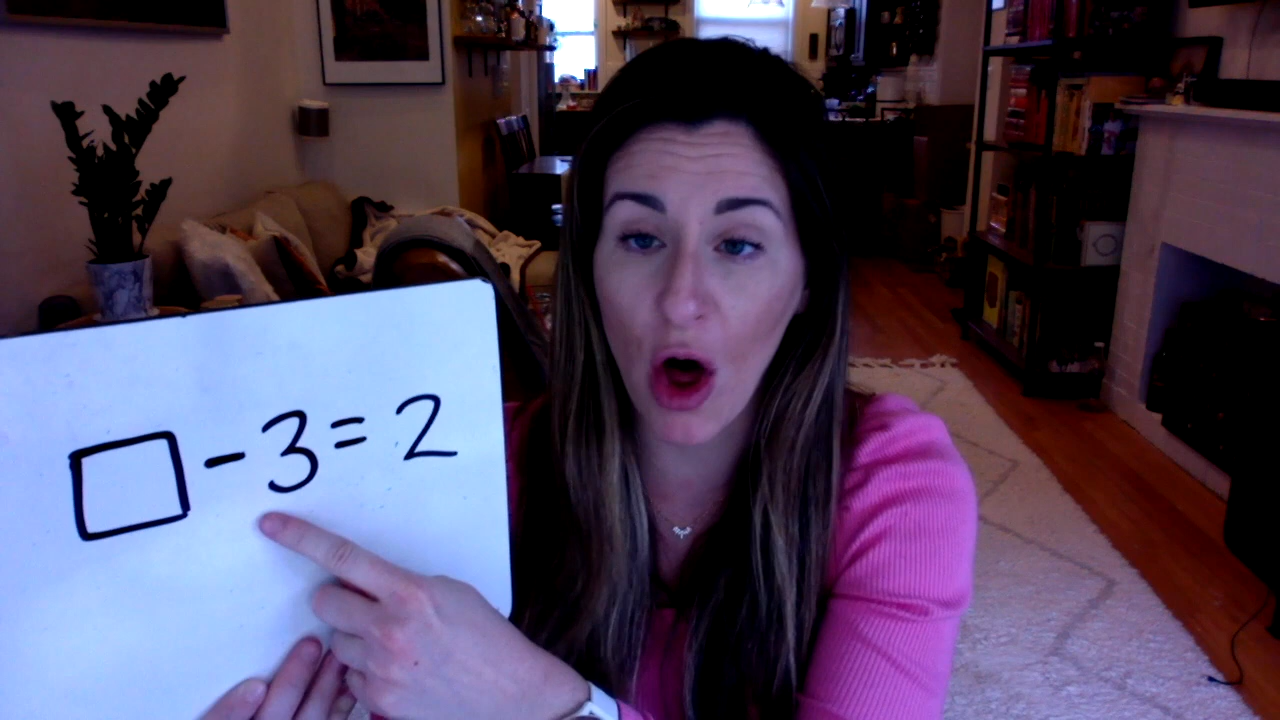 □ - 3 = 2